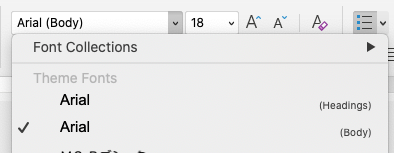 Arial (Body) 18 A A A
Font Collections
Theme Fonts
Arial (Headings)
Arial (Body)